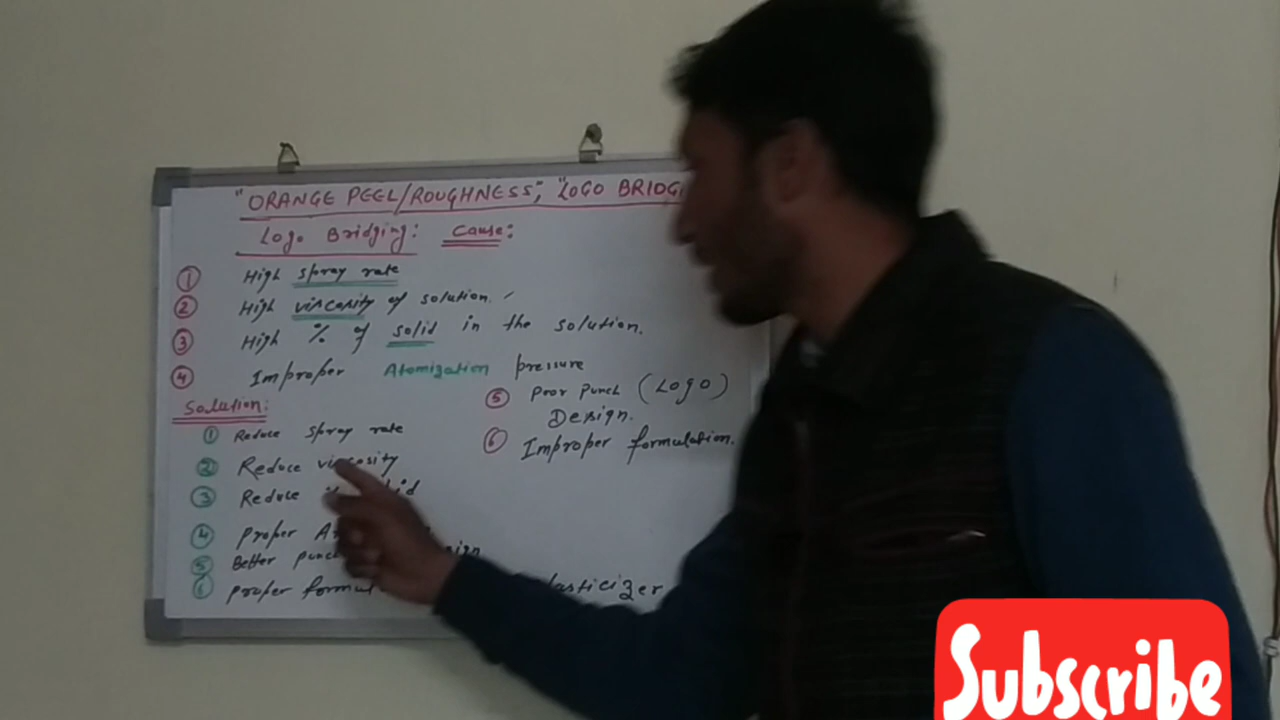 "ORANGE PEEL/ROUGHNESS", "LOGO
Logo Bridging: Cause:
① High spray rate
② High viscosity of solution.
③ High % of solid in the solution.
④ Improper Atomization pressure
⑤ Poor Punch (Logo)
Design.
⑥ Improper formulation.
Solution:
① Reduce spray rate
② Reduce viscosity
③ Reduce
④ Proper
⑤ Better
⑥ Proper
Subscribe